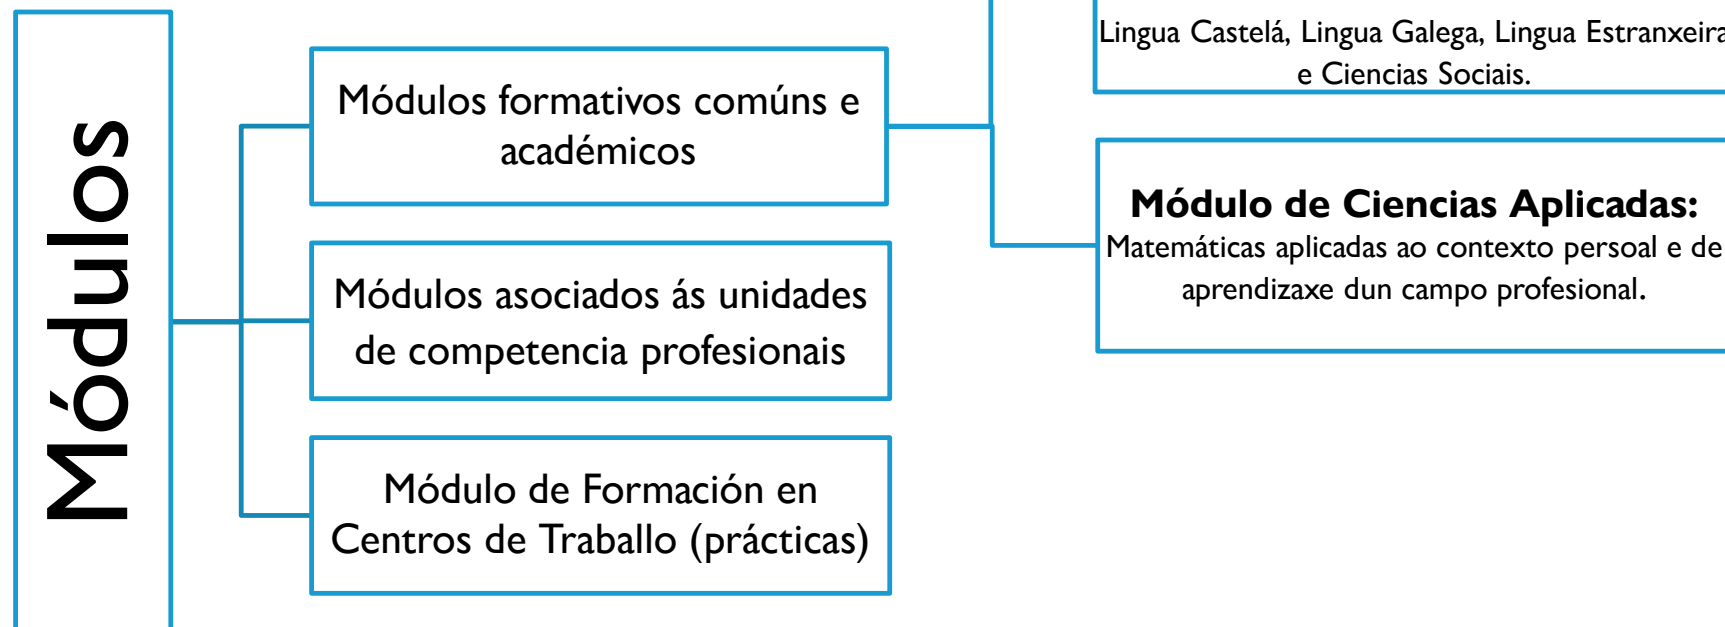 Módulos
Módulos formativos comúns e
académicos
Módulos asociados ás unidades
de competencia profesionais
Módulo de Formación en
Centros de Traballo (prácticas)
Lingua Castelá, Lingua Galega, Lingua Estranxeira
e Ciencias Sociais.
Módulo de Ciencias Aplicadas:
Matemáticas aplicadas ao contexto persoal e de
aprendizaxe dun campo profesional.